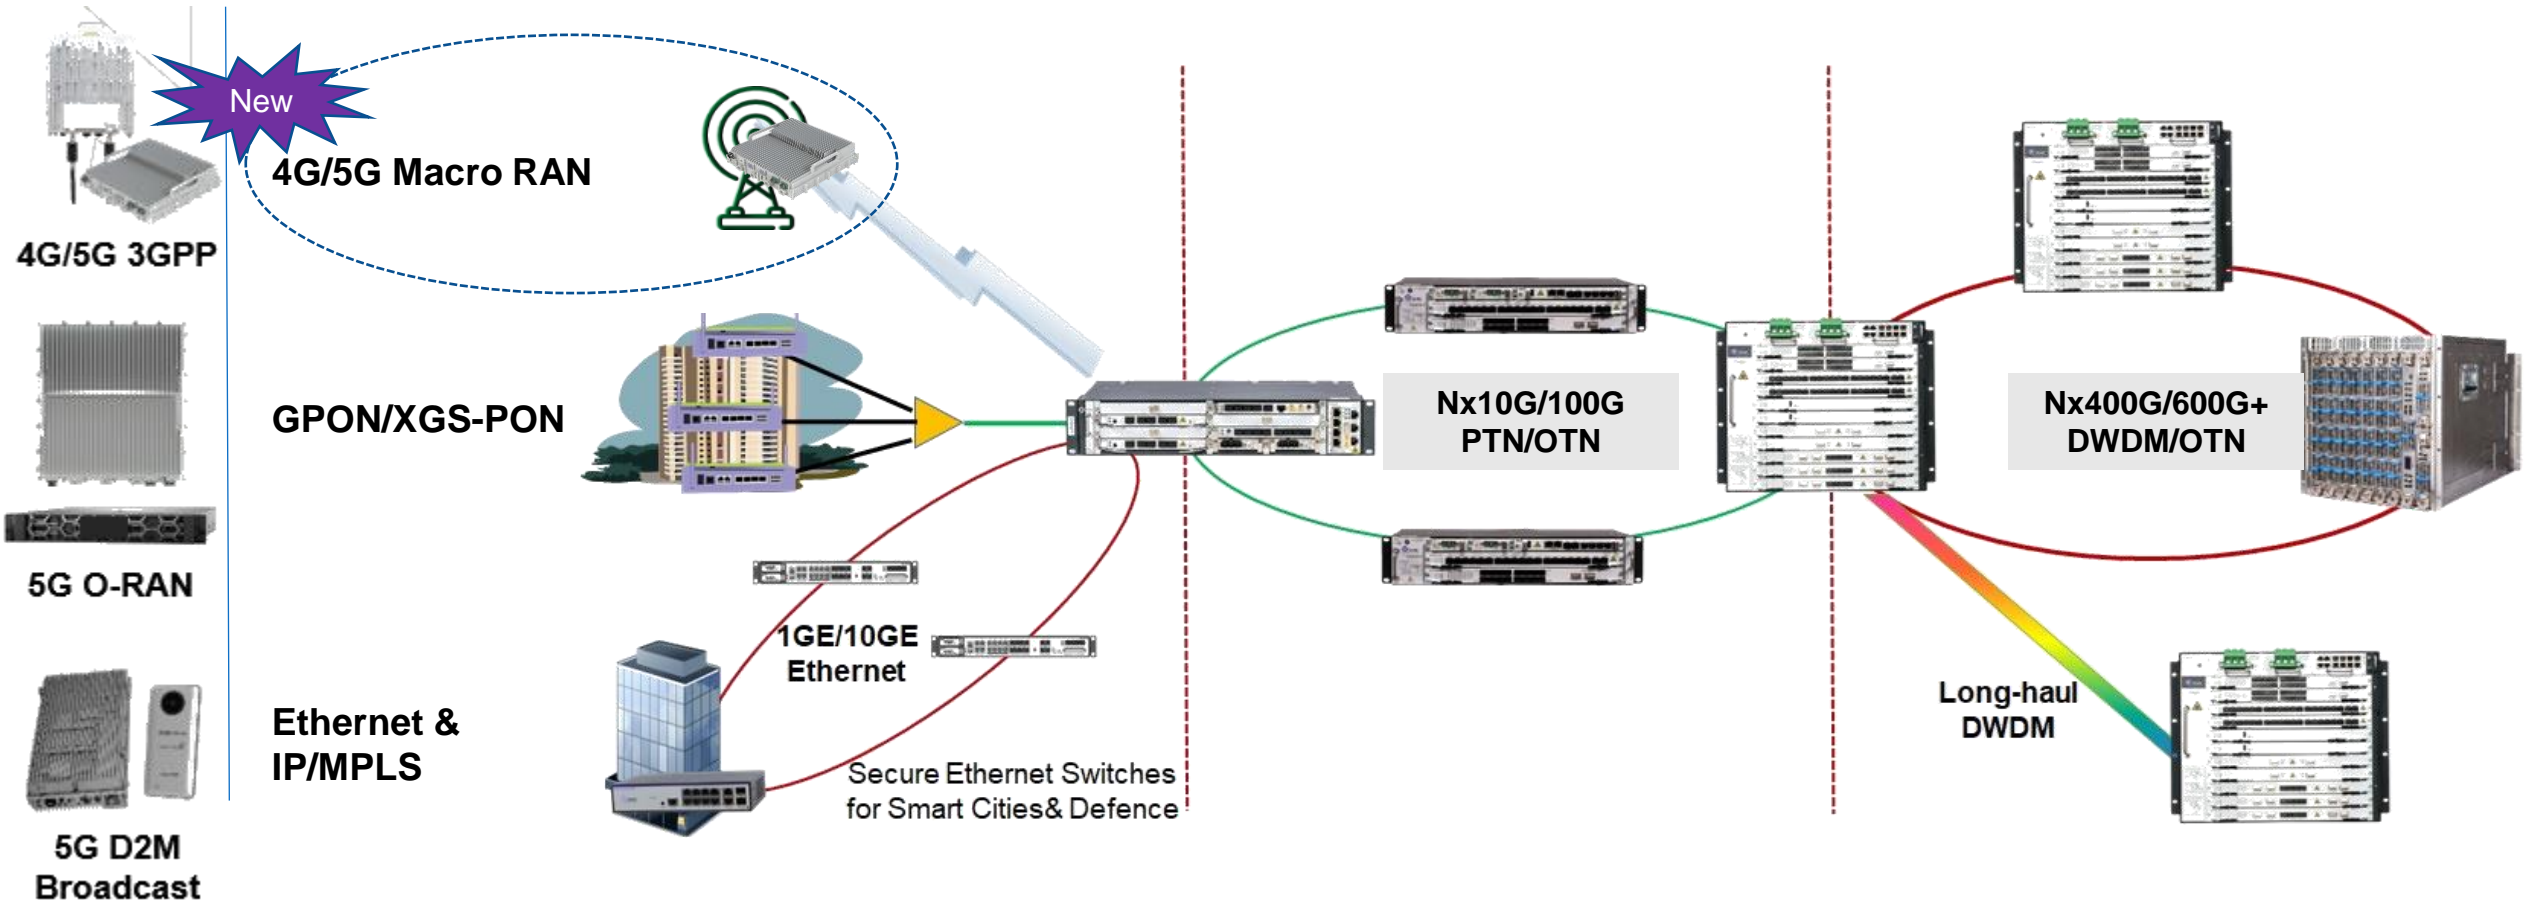 New
4G/5G Macro RAN
4G/5G 3GPP
GPON/XGS-PON
Nx10G/100G
PTN/OTN
Nx400G/600G+
DWDM/OTN
5G O-RAN
1GE/10GE
Ethernet
Ethernet &
IP/MPLS
Long-haul
DWDM
Secure Ethernet Switches
for Smart Cities& Defence
5G D2M
Broadcast